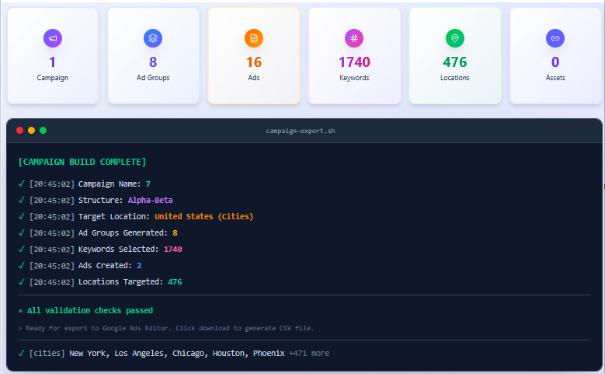 1 8 16 1740 476 0
Campaign Ad Groups Ads Keywords Locations Assets
campaign-export.sh
[CAMPAIGN BUILD COMPLETE]
✓ [20:45:02] Campaign Name: 7
✓ [20:45:02] Structure: Alpha-Beta
✓ [20:45:02] Target Location: United States (Cities)
✓ [20:45:02] Ad Groups Generated: 8
✓ [20:45:02] Keywords Selected: 1740
✓ [20:45:02] Ads Created: 2
✓ [20:45:02] Locations Targeted: 476
All validation checks passed
> Ready for export to Google Ads Editor. Click download to generate CSV file.
✓ [cities] New York, Los Angeles, Chicago, Houston, Phoenix +471 more